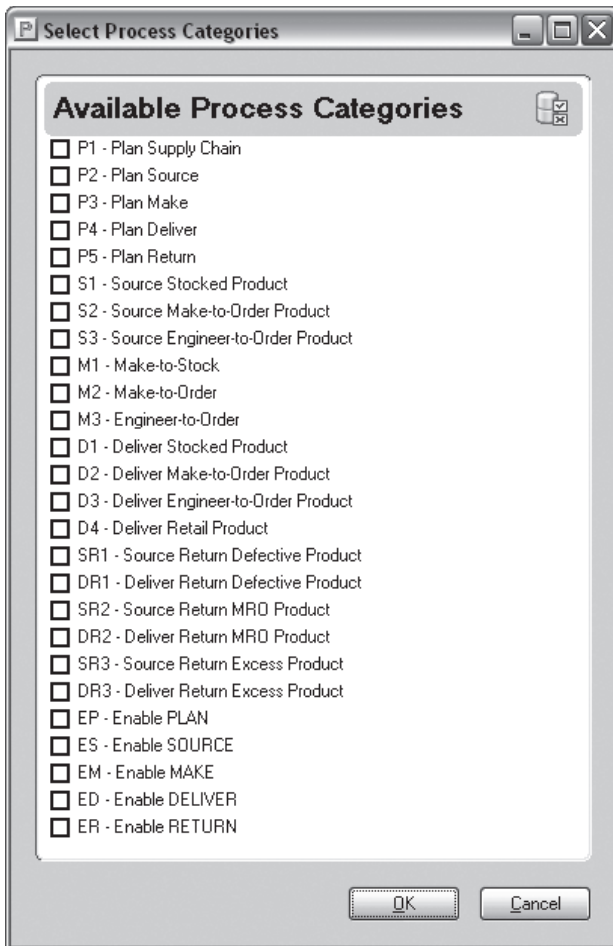 P Select Process Categories
Available Process Categories
P1 - Plan Supply Chain
P2 - Plan Source
P3 - Plan Make
P4 - Plan Deliver
P5 - Plan Return
S1 - Source Stocked Product
S2 - Source Make-to-Order Product
S3 - Source Engineer-to-Order Product
M1 - Make-to-Stock
M2 - Make-to-Order
M3 - Engineer-to-Order
D1 - Deliver Stocked Product
D2 - Deliver Make-to-Order Product
D3 - Deliver Engineer-to-Order Product
D4 - Deliver Retail Product
SR1 - Source Return Defective Product
DR1 - Deliver Return Defective Product
SR2 - Source Return MRO Product
DR2 - Deliver Return MRO Product
SR3 - Source Return Excess Product
DR3 - Deliver Return Excess Product
EP - Enable PLAN
ES - Enable SOURCE
EM - Enable MAKE
ED - Enable DELIVER
ER - Enable RETURN
OK Cancel